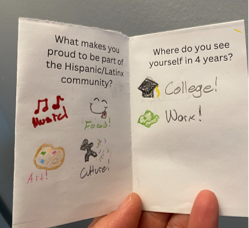 What makes you
proud to be part of
the Hispanic/Latinx
community?
Music!
Food!
Art!
Culture!
Where do you see
yourself in 4 years?
College!
Work!